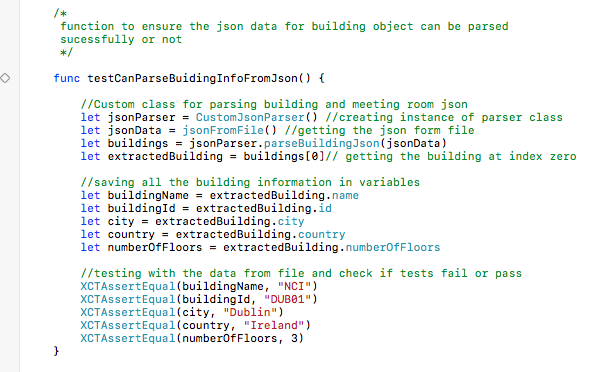 /*
function to ensure the json data for building object can be parsed
sucessfully or not
*/
func testCanParseBuidingInfoFromJson() {
//Custom class for parsing building and meeting room json
let jsonParser = CustomJsonParser() //creating instance of parser class
let jsonData = jsonFromFile() //getting the json form file
let buildings = jsonParser.parseBuildingJson(jsonData)
let extractedBuilding = buildings[0]// getting the building at index zero
//saving all the building information in variables
let buildingName = extractedBuilding.name
let buildingId = extractedBuilding.id
let city = extractedBuilding.city
let country = extractedBuilding.country
let numberOfFloors = extractedBuilding.numberOfFloors
//testing with the data from file and check if tests fail or pass
XCTAssertEqual(buildingName, "NCI")
XCTAssertEqual(buildingId, "DUB01")
XCTAssertEqual(city, "Dublin")
XCTAssertEqual(country, "Ireland")
XCTAssertEqual(numberOfFloors, 3)
}